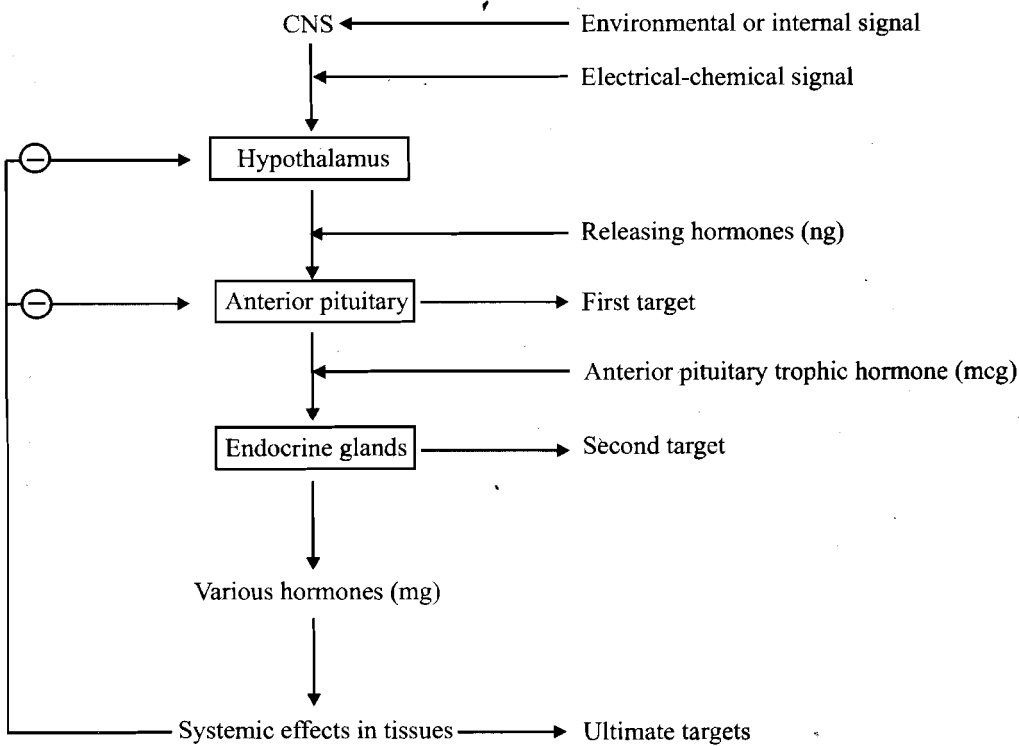 CNS
Environmental or internal signal
Electrical-chemical signal
−
Hypothalamus
Releasing hormones (ng)
−
Anterior pituitary
First target
Anterior pituitary trophic hormone (mcg)
Endocrine glands
Second target
Various hormones (mg)
Systemic effects in tissues
Ultimate targets